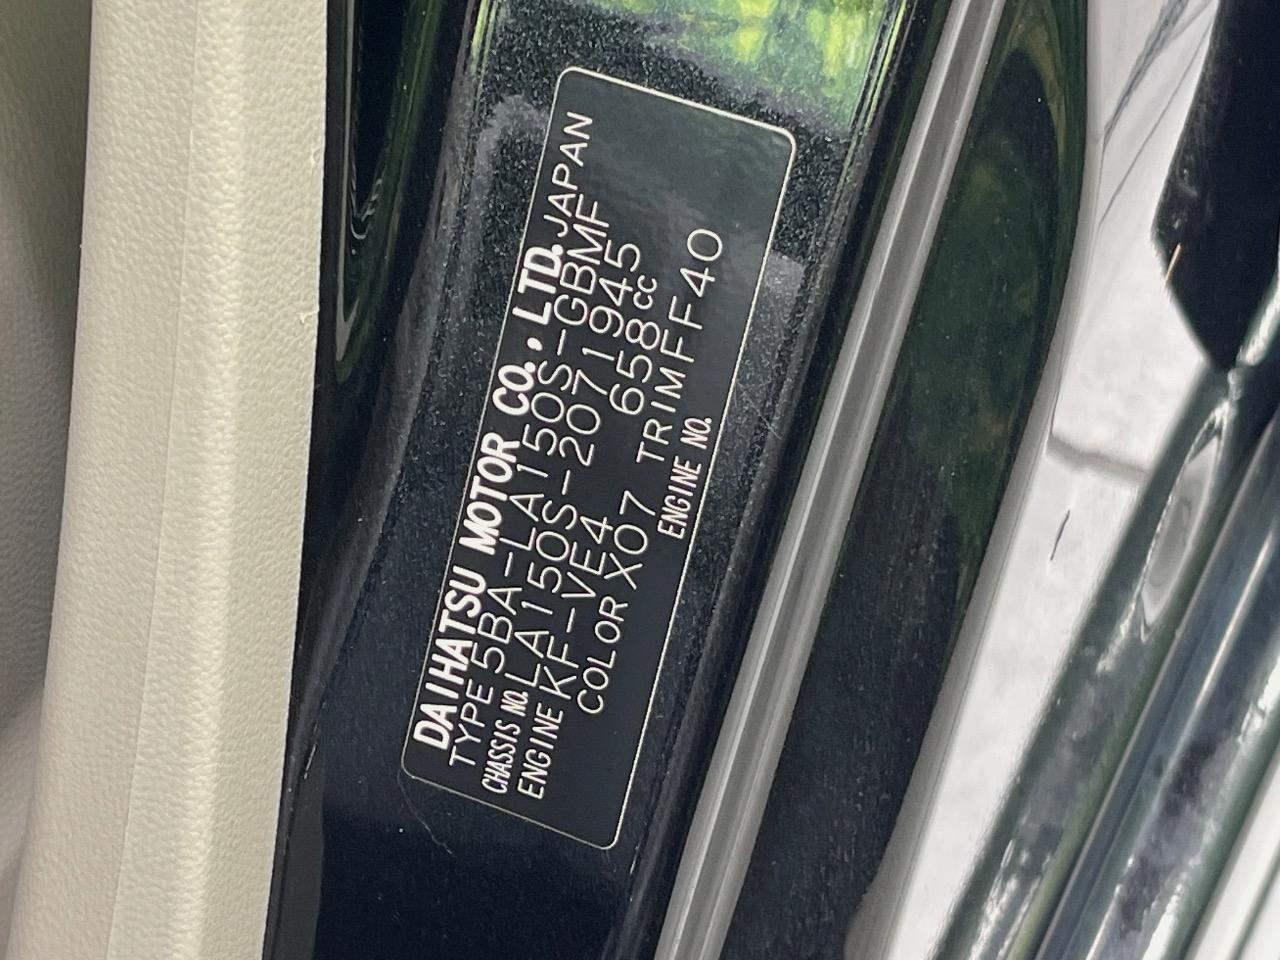 DAIHATSU MOTOR CO., LTD. JAPAN
TYPE 5BA-LA150S-GBMF
CHASSIS NO. LA150S-2071945
ENGINE KF-VE4 658cc
COLOR X07 TRIM FF40
ENGINE NO.